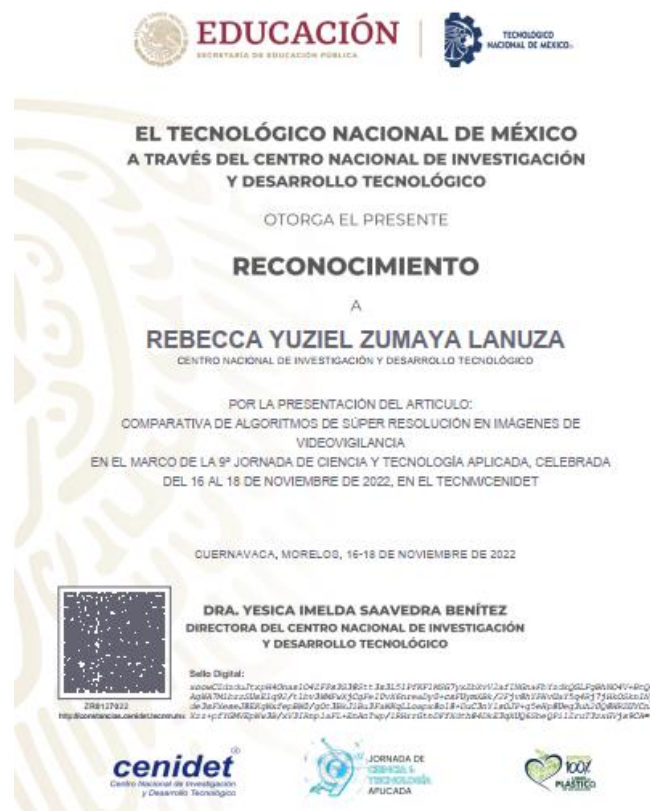 EDUCACIÓN
SECRETARÍA DE EDUCACIÓN PÚBLICA
TECNOLÓGICO
NACIONAL DE MÉXICO
EL TECNOLÓGICO NACIONAL DE MÉXICO
A TRAVÉS DEL CENTRO NACIONAL DE INVESTIGACIÓN
Y DESARROLLO TECNOLÓGICO
OTORGA EL PRESENTE
RECONOCIMIENTO
A
REBECCA YUZIEL ZUMAYA LANUZA
CENTRO NACIONAL DE INVESTIGACIÓN Y DESARROLLO TECNOLÓGICO
POR LA PRESENTACIÓN DEL ARTICULO:
COMPARATIVA DE ALGORITMOS DE SÚPER RESOLUCIÓN EN IMÁGENES DE
VIDEOVIGILANCIA
EN EL MARCO DE LA 9ª JORNADA DE CIENCIA Y TECNOLOGÍA APLICADA, CELEBRADA
DEL 16 AL 18 DE NOVIEMBRE DE 2022, EN EL TECNM/CENIDET
CUERNAVACA, MORELOS, 16-18 DE NOVIEMBRE DE 2022
DRA. YESICA IMELDA SAAVEDRA BENÍTEZ
DIRECTORA DEL CENTRO NACIONAL DE INVESTIGACIÓN
Y DESARROLLO TECNOLÓGICO
Sello Digital:
cenidet
Centro Nacional de Investigación
y Desarrollo Tecnológico
JORNADA DE
CIENCIA &
TECNOLOGÍA
APLICADA
100%
PLÁSTICO